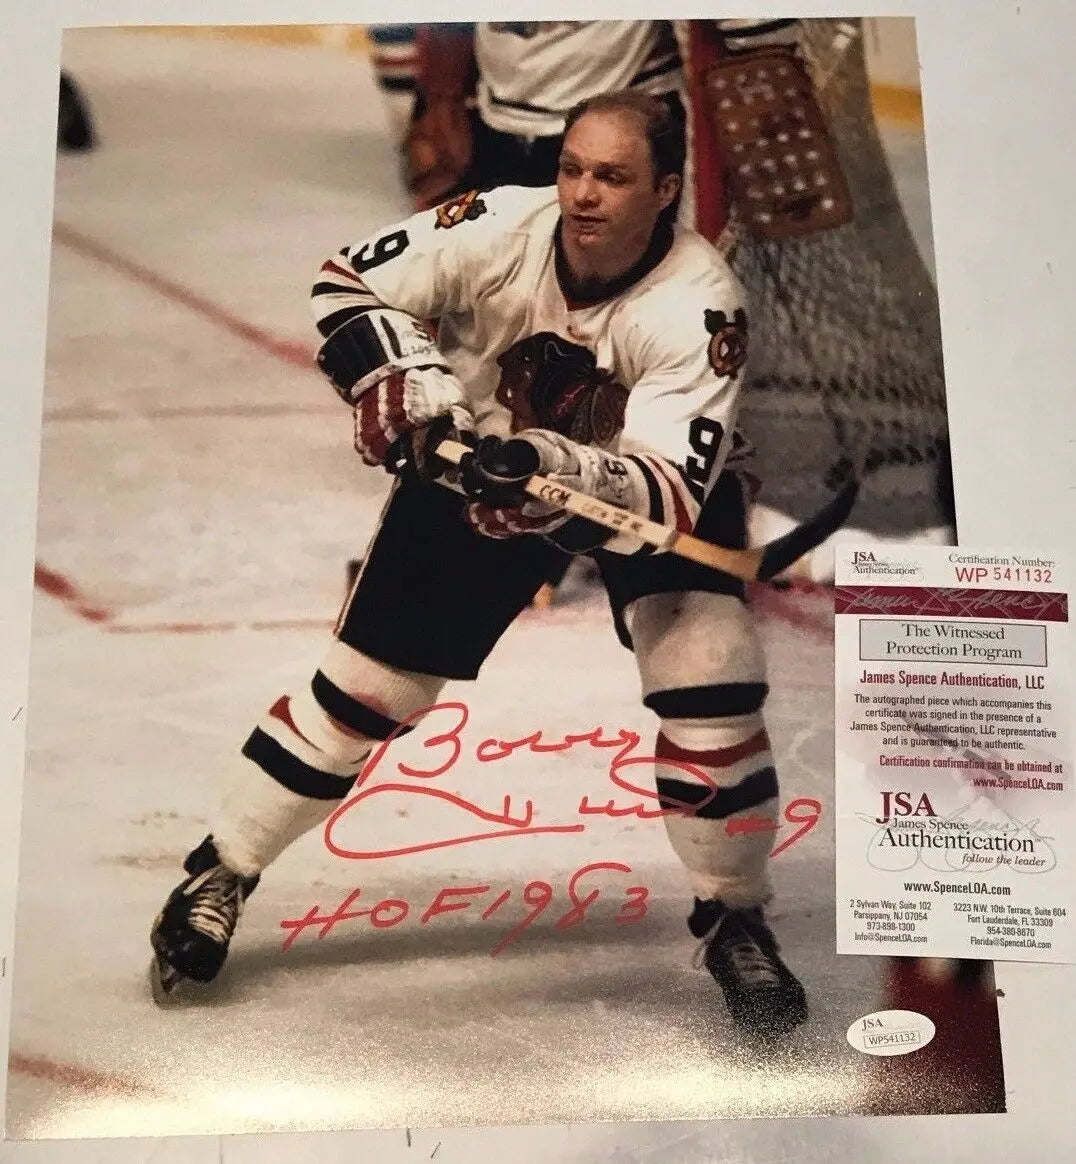 9
9
9
CCM
Bobby Hull #9
HOF 1983
JSA
Authentication
Certification Number:
WP 541132
The Witnessed
Protection Program
James Spence Authentication, LLC
The autographed piece which accompanies this
certificate was signed in the presence of a
James Spence Authentication, LLC representative
and is guaranteed to be authentic.
Certification confirmation can be obtained at
www.SpenceLOA.com
JSA
James Spence
Authentication
follow the leader
www.SpenceLOA.com
2 Sylvan Way, Suite 102
Parsippany, NJ 07054
973-898-1300
Info@SpenceLOA.com
3223 N.W. 10th Terrace, Suite 604
Fort Lauderdale, FL 33309
954-380-8670
Florida@SpenceLOA.com
JSA
WP541132